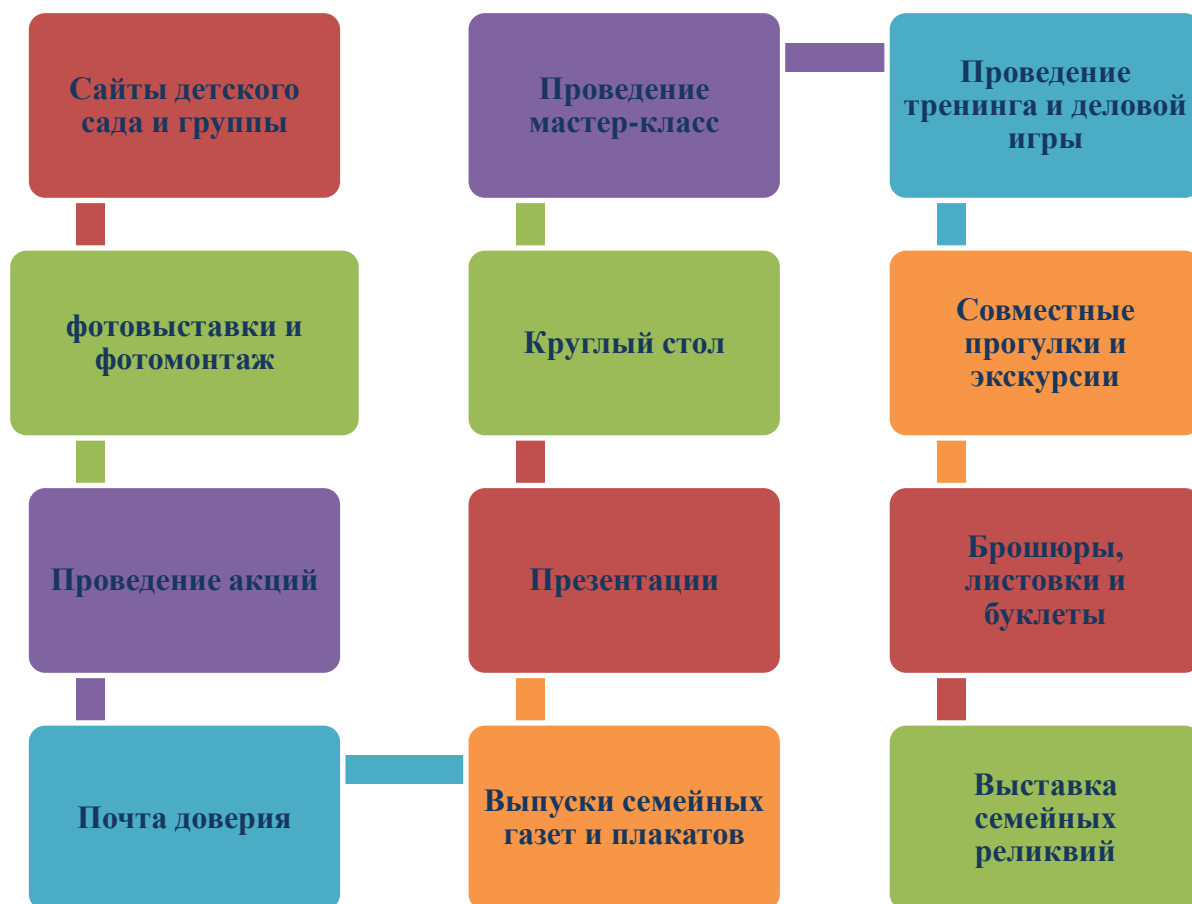 Сайты детского
сада и группы
фотовыставки и
фотомонтаж
Проведение акций
Почта доверия
Выпуски семейных
газет и плакатов
Презентации
Круглый стол
Проведение
мастер-класс
Проведение
тренинга и деловой
игры
Совместные
прогулки и
экскурсии
Брошюры,
листовки и
буклеты
Выставка
семейных
реликвий